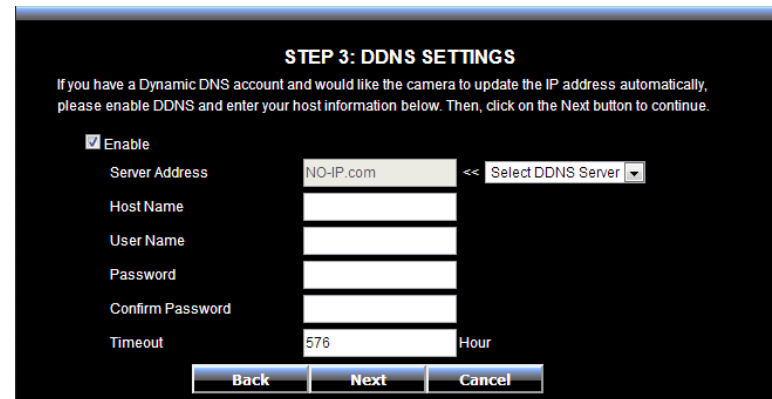 STEP 3: DDNS SETTINGS
If you have a Dynamic DNS account and would like the camera to update the IP address automatically,
please enable DDNS and enter your host information below. Then, click on the Next button to continue.
Enable
Server Address NO-IP.com << Select DDNS Server
Host Name
User Name
Password
Confirm Password
Timeout 576 Hour
Back Next Cancel